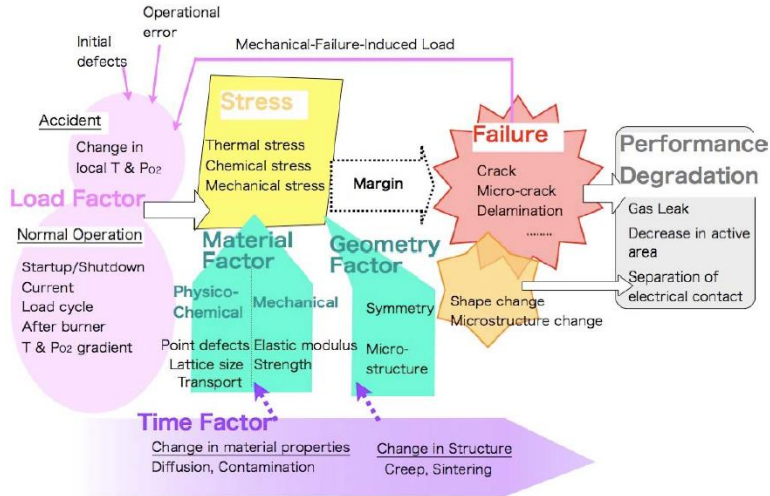 Operational
error
Initial
defects
Mechanical-Failure-Induced Load
Accident
Change in
local T & PO2
Load Factor
Normal Operation
Startup/Shutdown
Current
Load cycle
After burner
T & PO2 gradient
Stress
Thermal stress
Chemical stress
Mechanical stress
Margin
Material
Factor
Physico-
Chemical
Mechanical
Point defects
Lattice size
Transport
Elastic modulus
Strength
Geometry
Factor
Symmetry
Micro-
structure
Failure
Crack
Micro-crack
Delamination
........
Shape change
Microstructure change
Performance
Degradation
Gas Leak
Decrease in active
area
Separation of
electrical contact
Time Factor
Change in material properties
Diffusion, Contamination
Change in Structure
Creep, Sintering